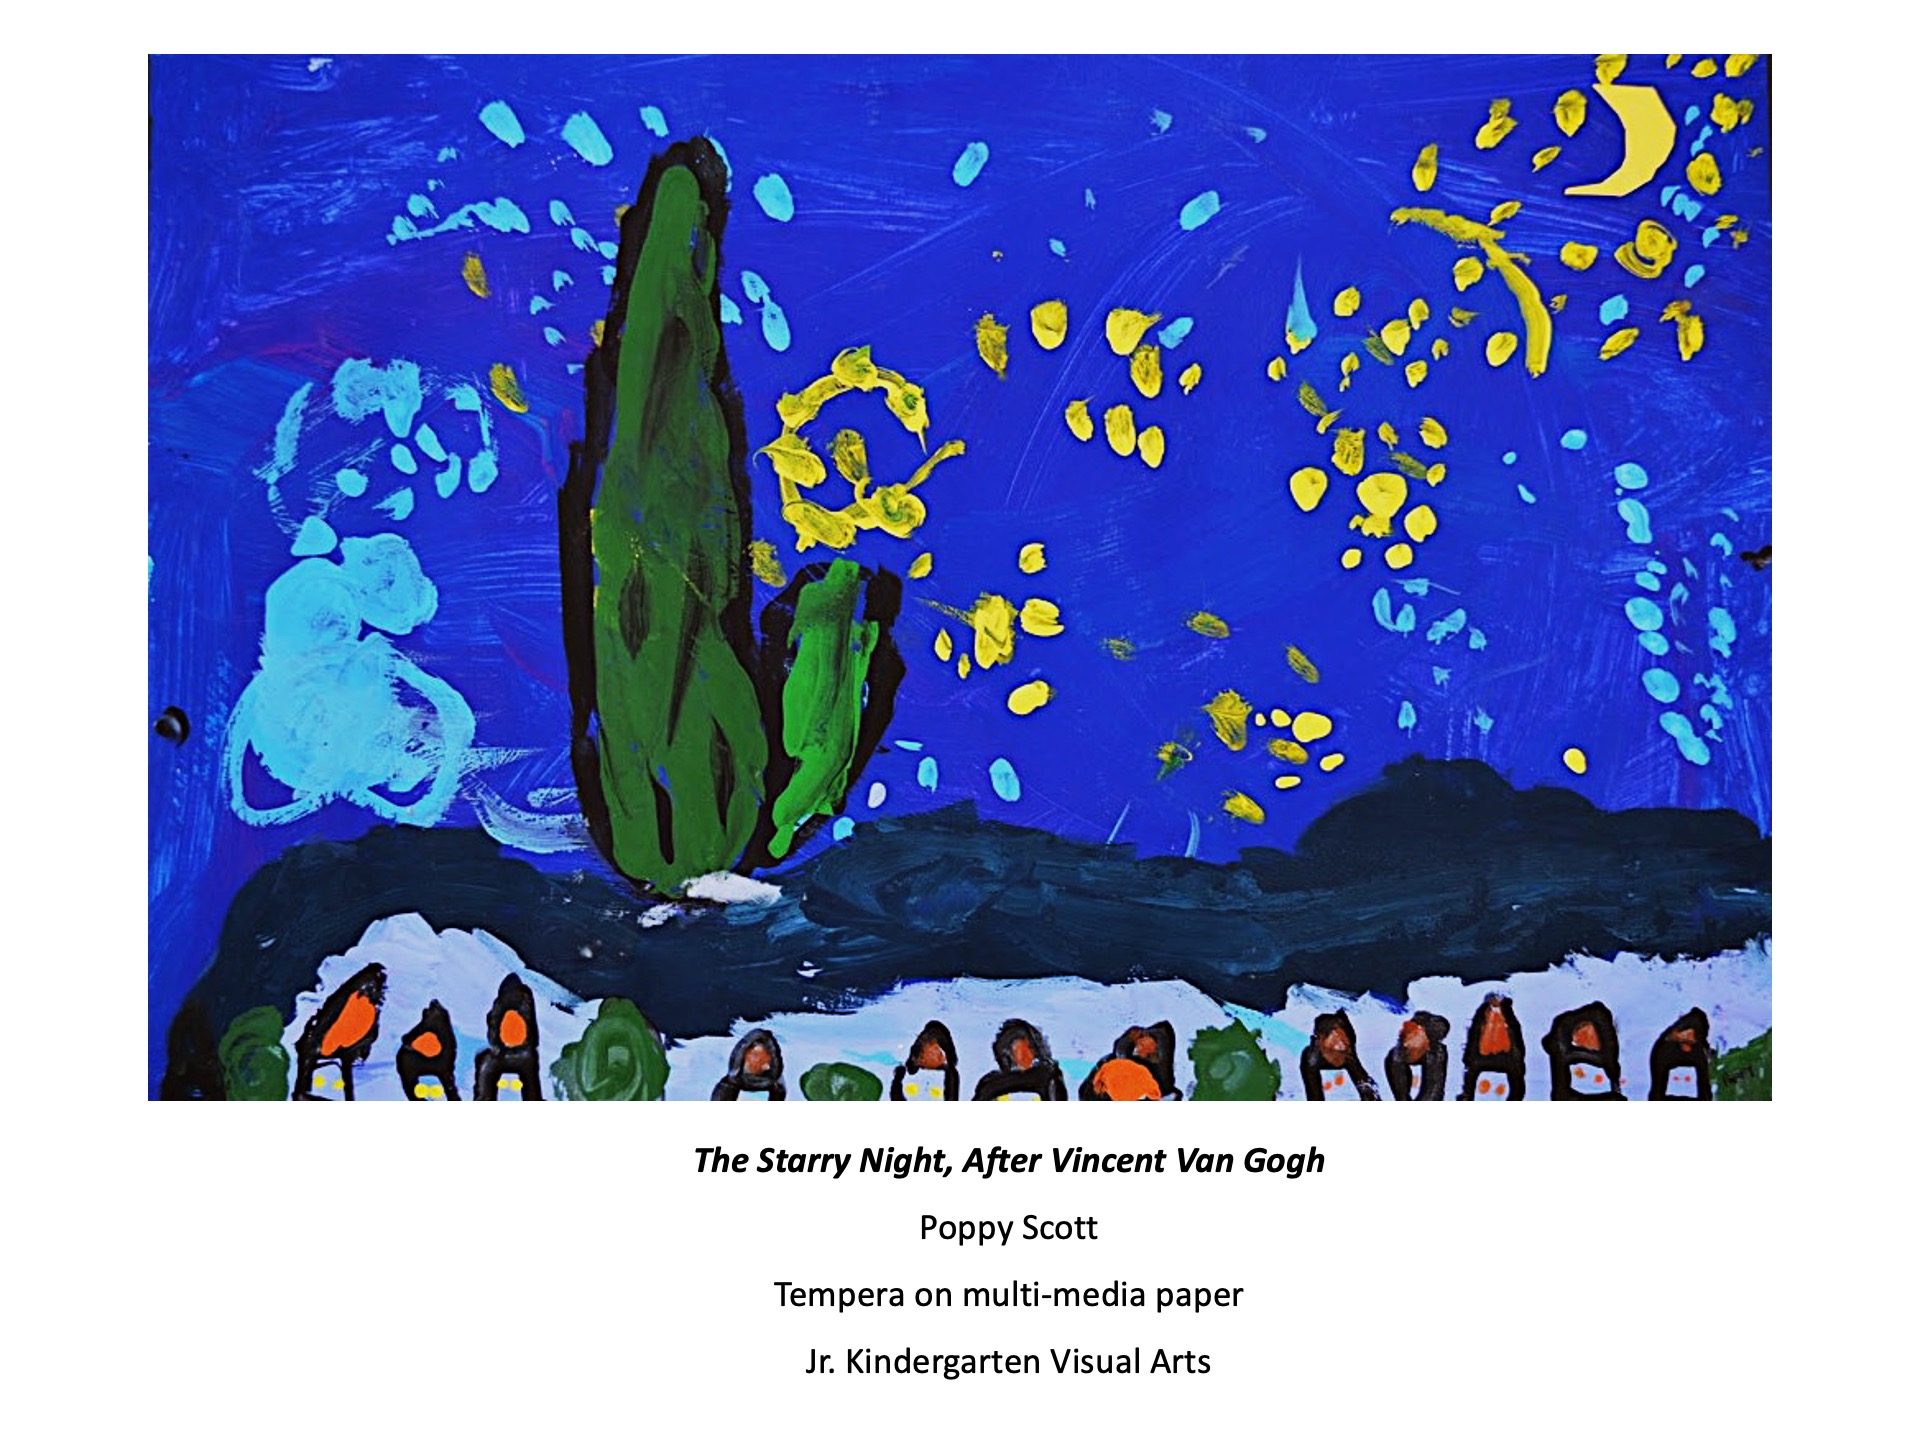 The Starry Night, After Vincent Van Gogh
Poppy Scott
Tempera on multi-media paper
Jr. Kindergarten Visual Arts